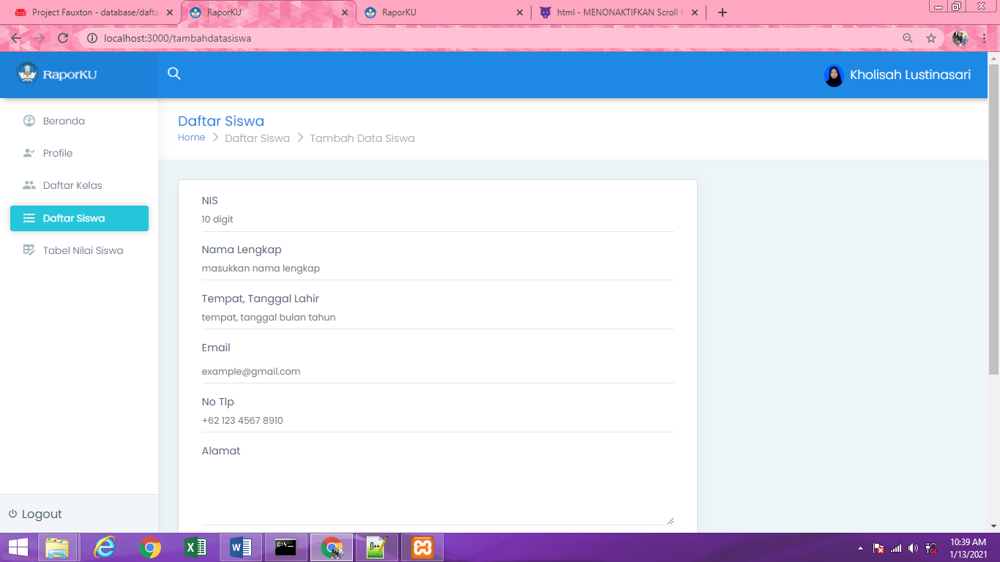 Project Fauxton - database/dafta
RaporKU
RaporKU
html - MENONAKTIFKAN Scroll H
localhost:3000/tambahdatasiswa
RaporKU
Kholisah Lustinasari
Beranda
Profile
Daftar Kelas
Daftar Siswa
Tabel Nilai Siswa
Logout
Daftar Siswa
Home > Daftar Siswa > Tambah Data Siswa
NIS
10 digit
Nama Lengkap
masukkan nama lengkap
Tempat, Tanggal Lahir
tempat, tanggal bulan tahun
Email
example@gmail.com
No Tlp
+62 123 4567 8910
Alamat
10:39 AM
1/13/2021